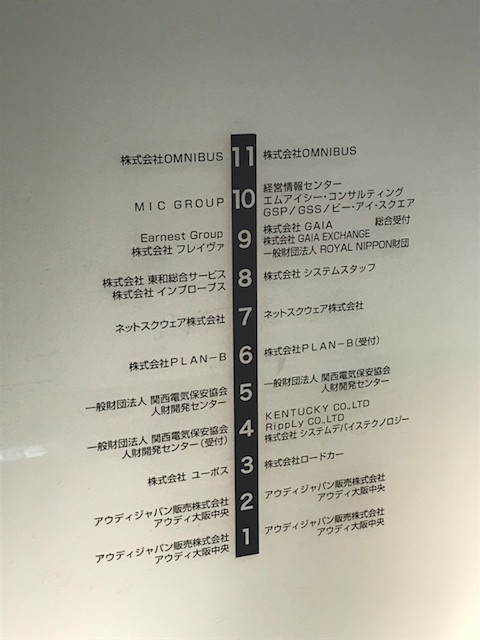 株式会社OMNIBUS 11 株式会社OMNIBUS
MIC GROUP 10 経営情報センター
エムアイシー・コンサルティング
GSP/GSS/ビー・アイ・スクエア
Earnest Group 9 株式会社 GAIA 総合受付
株式会社 フレイヴァ 株式会社 GAIA EXCHANGE
一般財団法人 ROYAL NIPPON財団
株式会社 東和総合サービス 8 株式会社 システムスタッフ
株式会社 インプローブス
ネットスクウェア株式会社 7 ネットスクウェア株式会社
株式会社PLAN-B 6 株式会社PLAN-B(受付)
一般財団法人 関西電気保安協会 5 一般財団法人 関西電気保安協会
人財開発センター 人財開発センター
一般財団法人 関西電気保安協会 4 KENTUCKY CO.,LTD
人財開発センター(受付) RippLy CO.,LTD
株式会社 システムデバイステクノロジー
株式会社 ユーポス 3 株式会社ロードカー
アウディジャパン販売株式会社 2 アウディジャパン販売株式会社
アウディ大阪中央 アウディ大阪中央
アウディジャパン販売株式会社 1 アウディジャパン販売株式会社
アウディ大阪中央 アウディ大阪中央